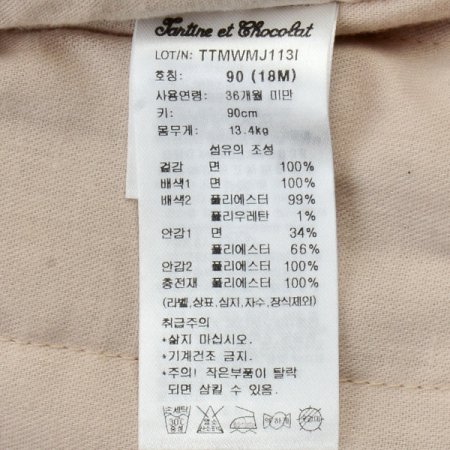 Tartine et Chocolat
LOT/N: TTMWMJ113I
호칭: 90 (18M)
사용연령: 36개월 미만
키: 90cm
몸무게: 13.4kg
섬유의 조성
겉감 면 100%
배색1 면 100%
배색2 폴리에스터 99%
폴리우레탄 1%
안감1 면 34%
폴리에스터 66%
안감2 폴리에스터 100%
충전재 폴리에스터 100%
(라벨,상표,심지,자수,장식제외)
취급주의
*삶지 마십시오.
*기계건조 금지.
*주의! 작은부품이 탈락
되면 삼킬 수 있음.